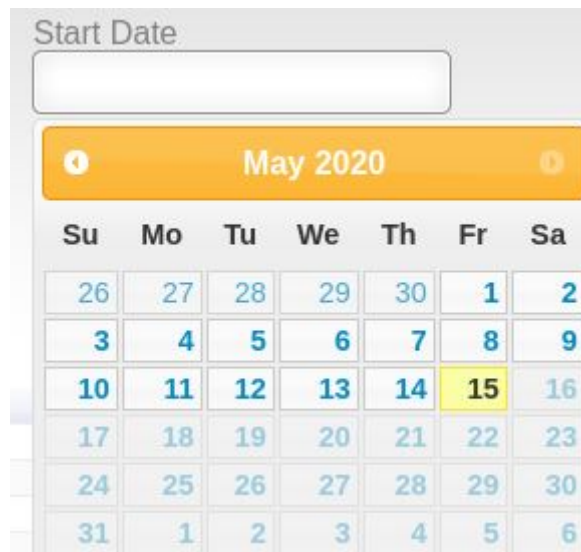 Start Date
May 2020
Su Mo Tu We Th Fr Sa
26 27 28 29 30 1 2
3 4 5 6 7 8 9
10 11 12 13 14 15 16
17 18 19 20 21 22 23
24 25 26 27 28 29 30
31 1 2 3 4 5 6